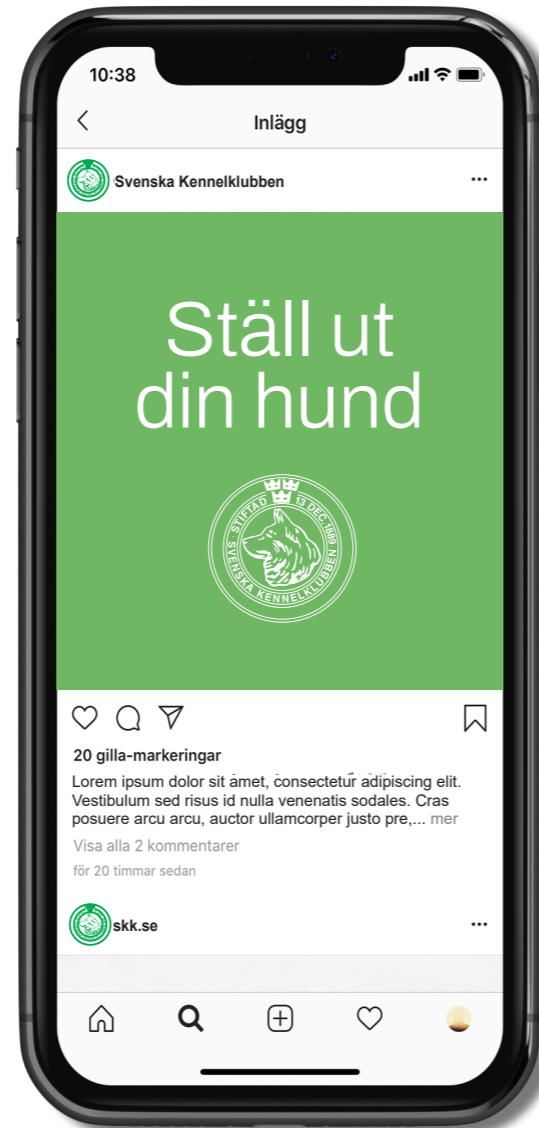 10:38
Inlägg
Svenska Kennelklubben
Ställ ut
din hund
STIFTAD 13 DEC. 1889
SVENSKA KENNELKLUBBEN
20 gilla-markeringar
Lorem ipsum dolor sit amet, consectetur adipiscing elit.
Vestibulum sed risus id nulla venenatis sodales. Cras
posuere arcu arcu, auctor ullamcorper justo pre,... mer
Visa alla 2 kommentarer
för 20 timmar sedan
skk.se